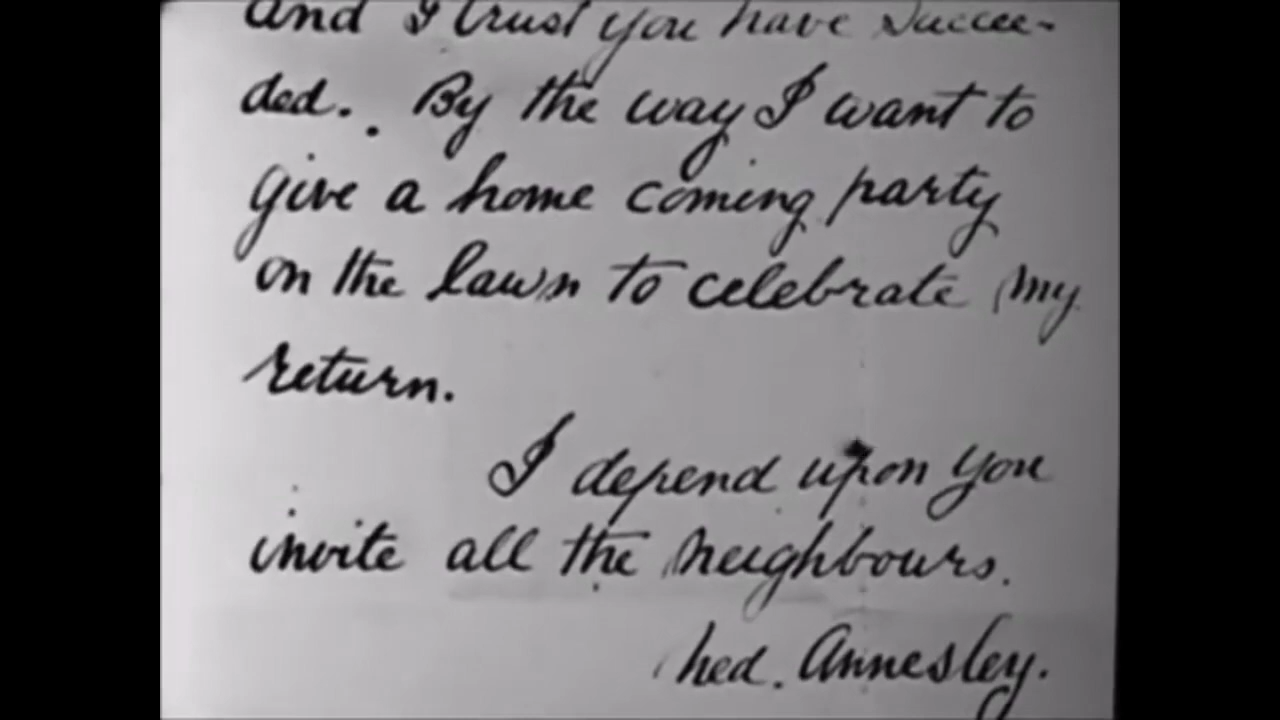 And I trust you have succee-
ded. By the way I want to
give a home coming party
on the lawn to celebrate my
return.
I depend upon you
invite all the neighbours.
Ned. Annesley.